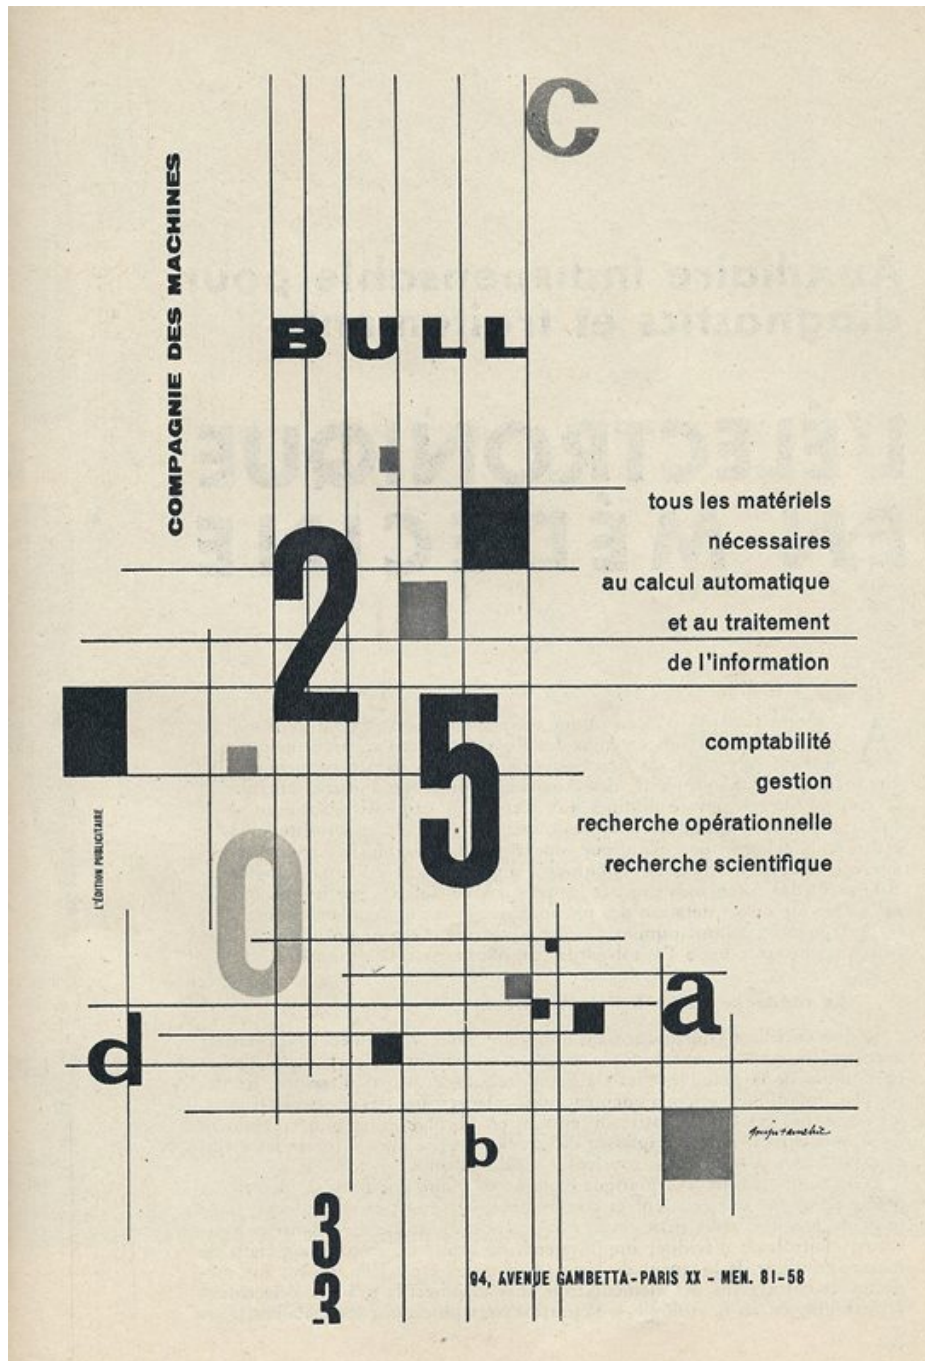 C
COMPAGNIE DES MACHINES
BULL
tous les matériels
nécessaires
au calcul automatique
et au traitement
de l'information
2
5
comptabilité
gestion
recherche opérationnelle
recherche scientifique
L'ÉDITION PUBLICITAIRE
0
a
d
b
3
3
94, AVENUE GAMBETTA-PARIS XX - MEN. 81-58